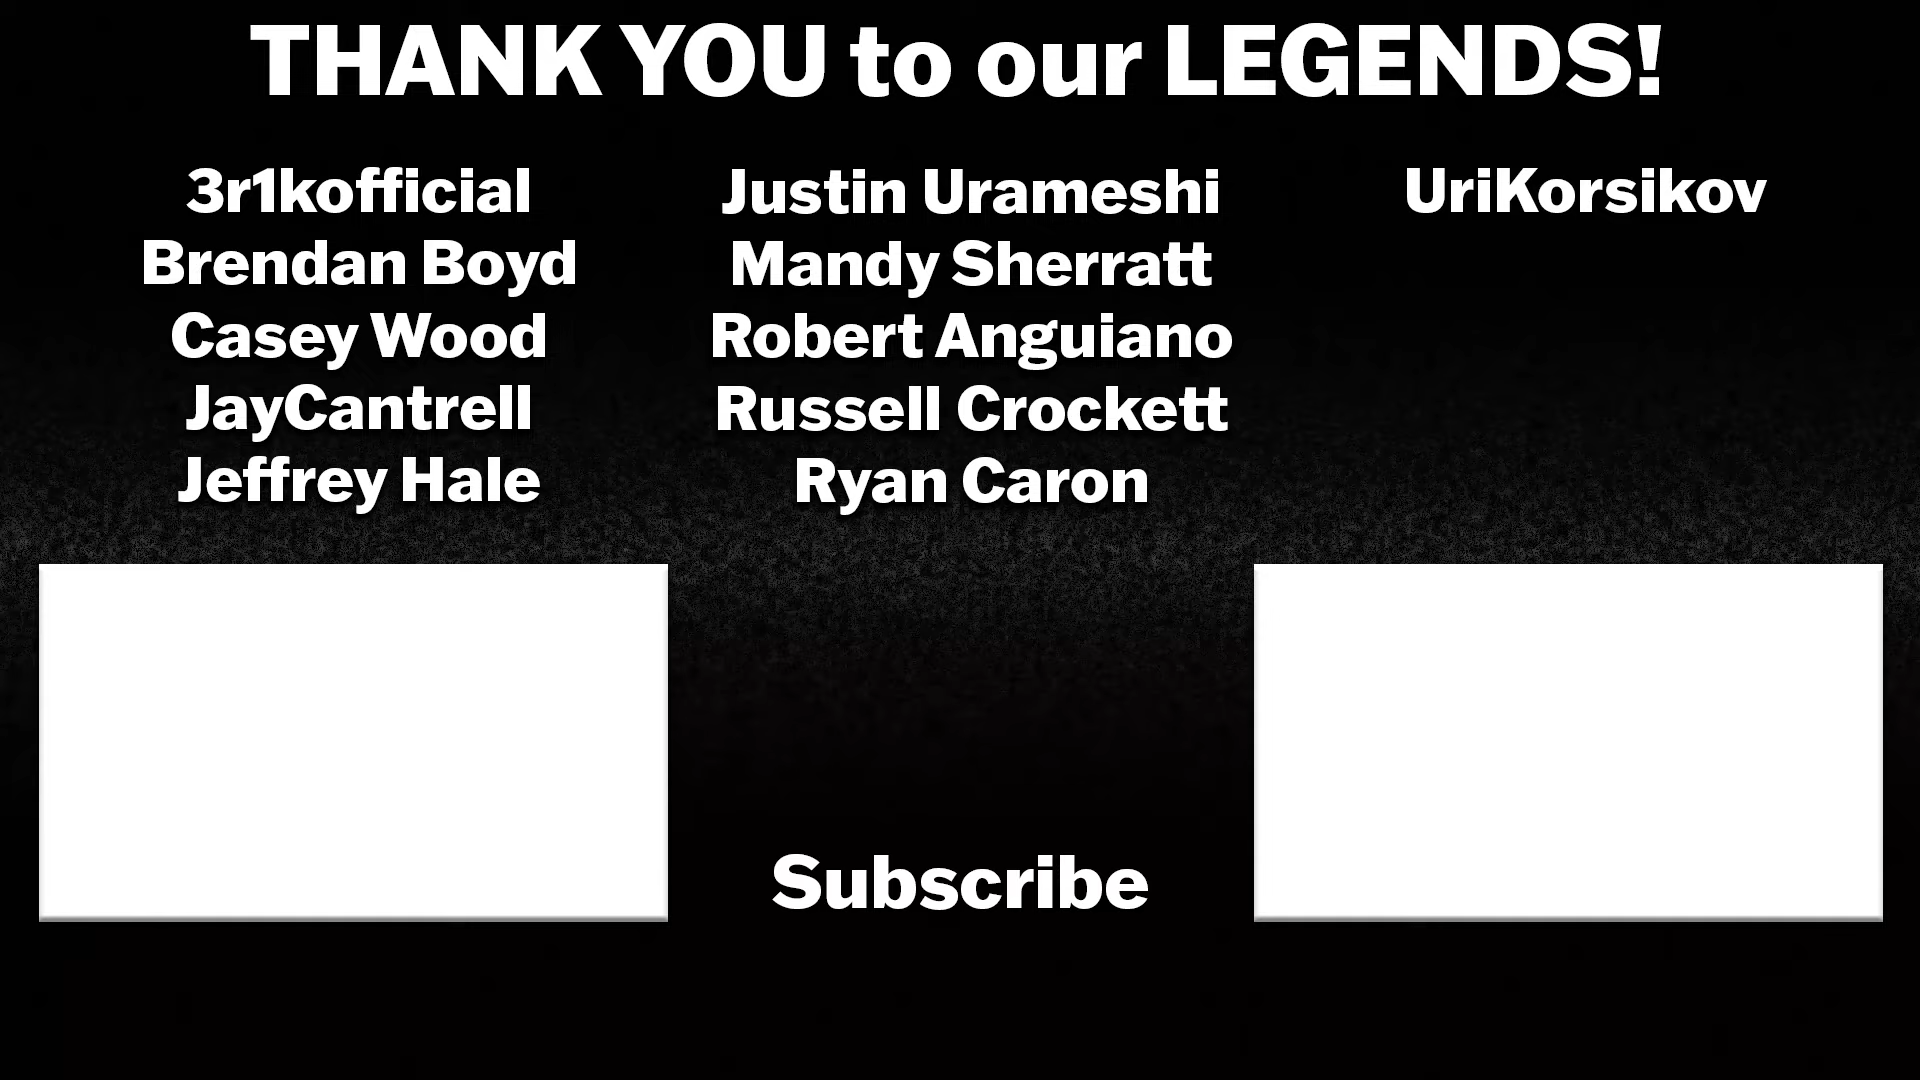 THANK YOU to our LEGENDS!
3r1kofficial
Brendan Boyd
Casey Wood
JayCantrell
Jeffrey Hale
Justin Urameshi
Mandy Sherratt
Robert Anguiano
Russell Crockett
Ryan Caron
UriKorsikov
Subscribe